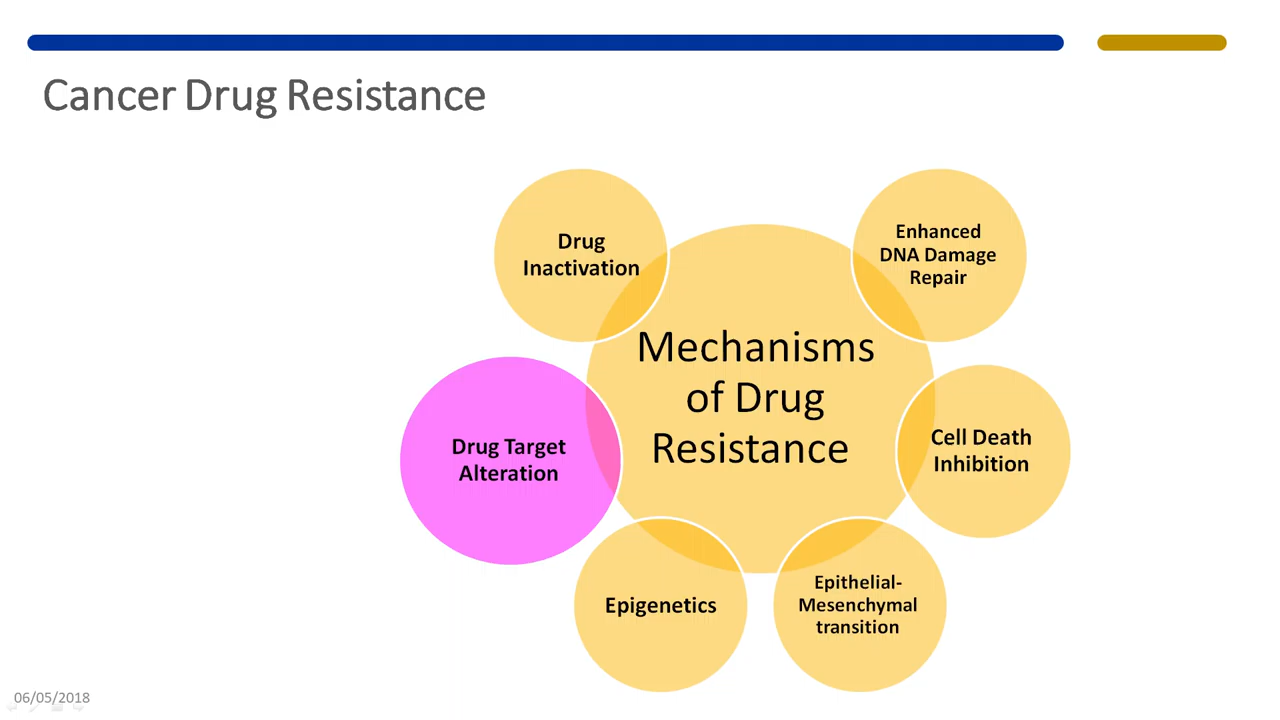 Cancer Drug Resistance
Drug
Inactivation
Enhanced
DNA Damage
Repair
Mechanisms
of Drug
Resistance
Drug Target
Alteration
Cell Death
Inhibition
Epigenetics
Epithelial-
Mesenchymal
transition
06/05/2018